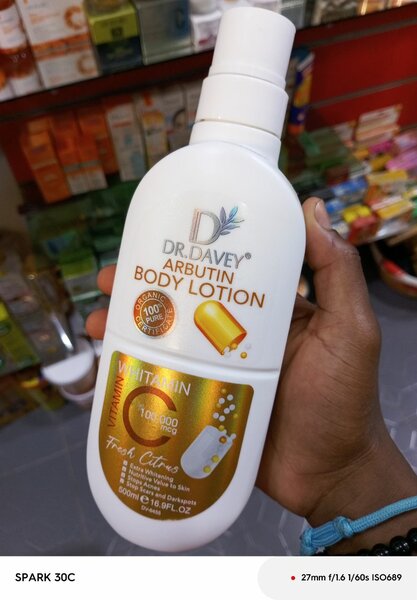 D
DR.DAVEY®
ARBUTIN
BODY LOTION
ORGANIC
100%
PURE
CERTIFICATE
WHITAMIN
VITAMIN
C
100,000
mcg
Fresh Citrus
Extra Whitening
Nutritive Value to Skin
Stops Acnes
Stop Scars and Darkspots
500ml e 16.9FL.OZ
SPARK 30C
27mm f/1.6 1/60s ISO689